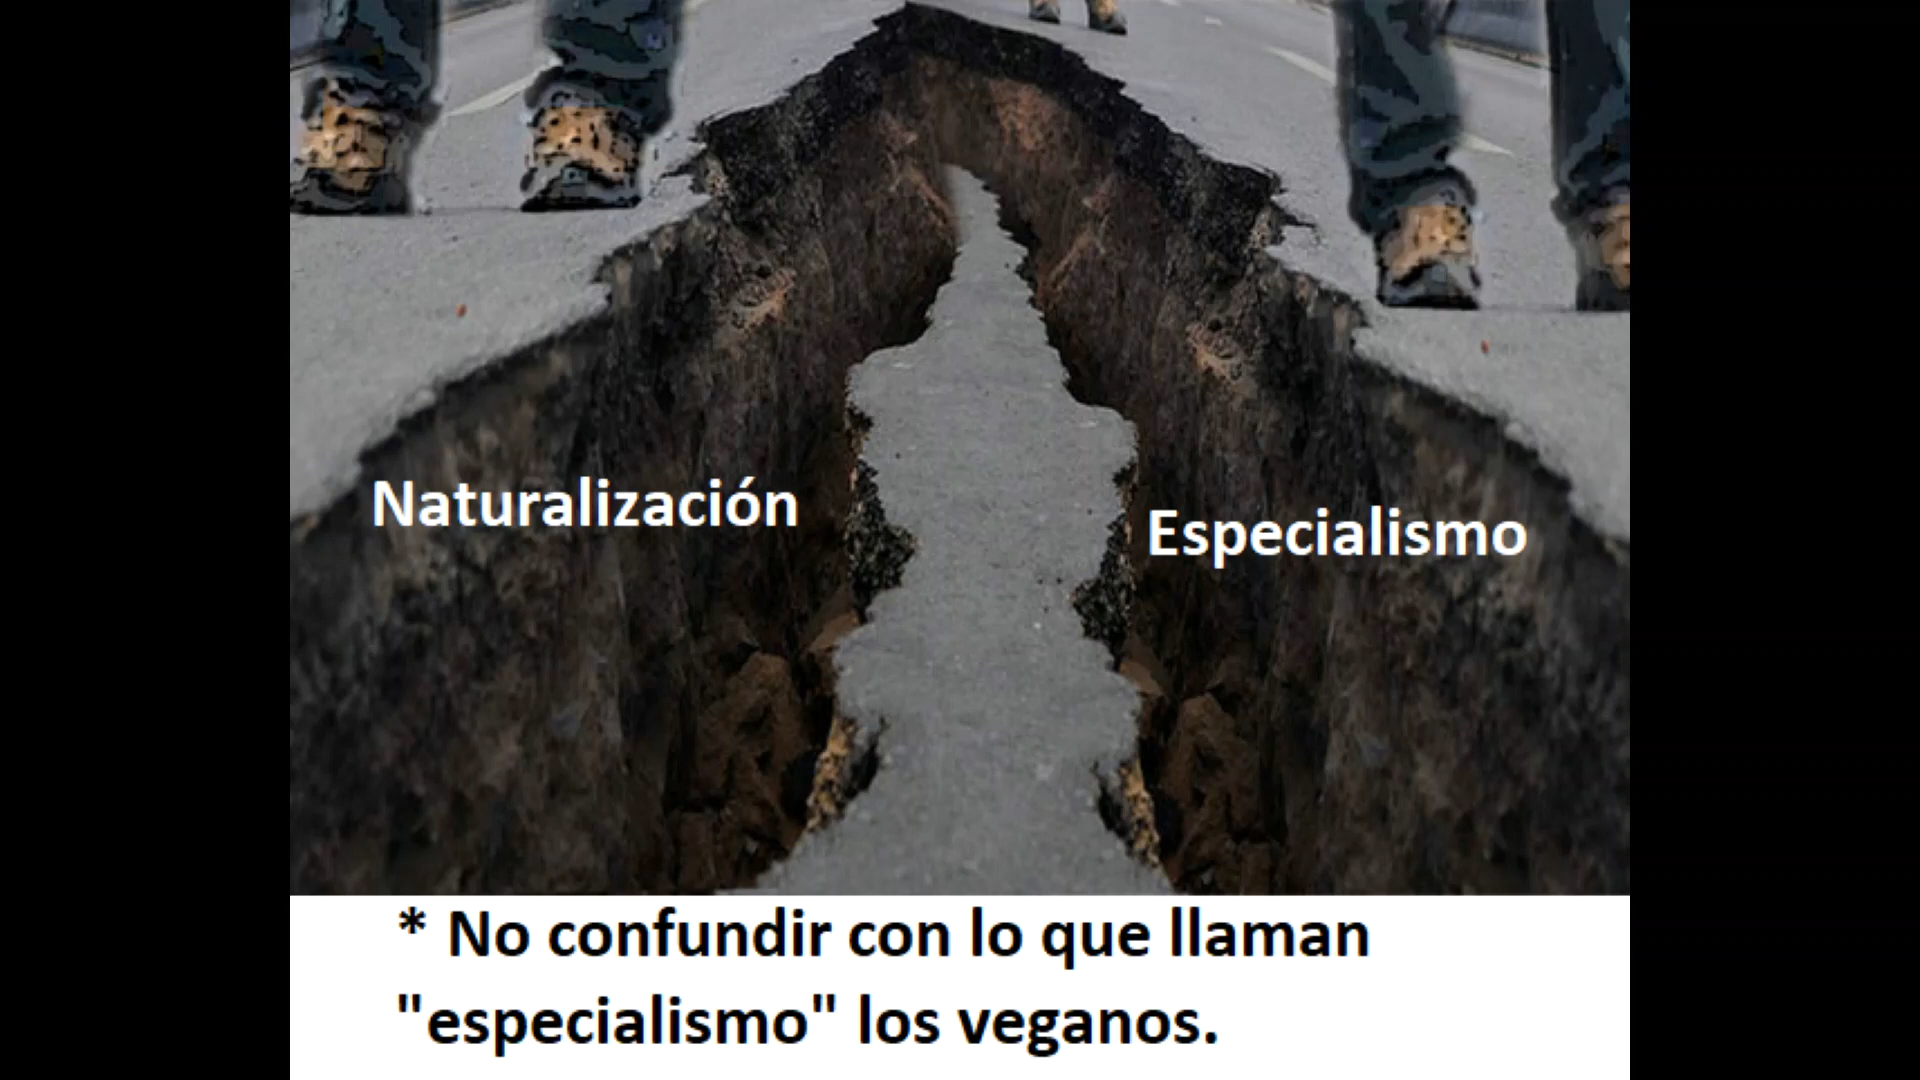 Naturalización
Especialismo
* No confundir con lo que llaman
"especialismo" los veganos.